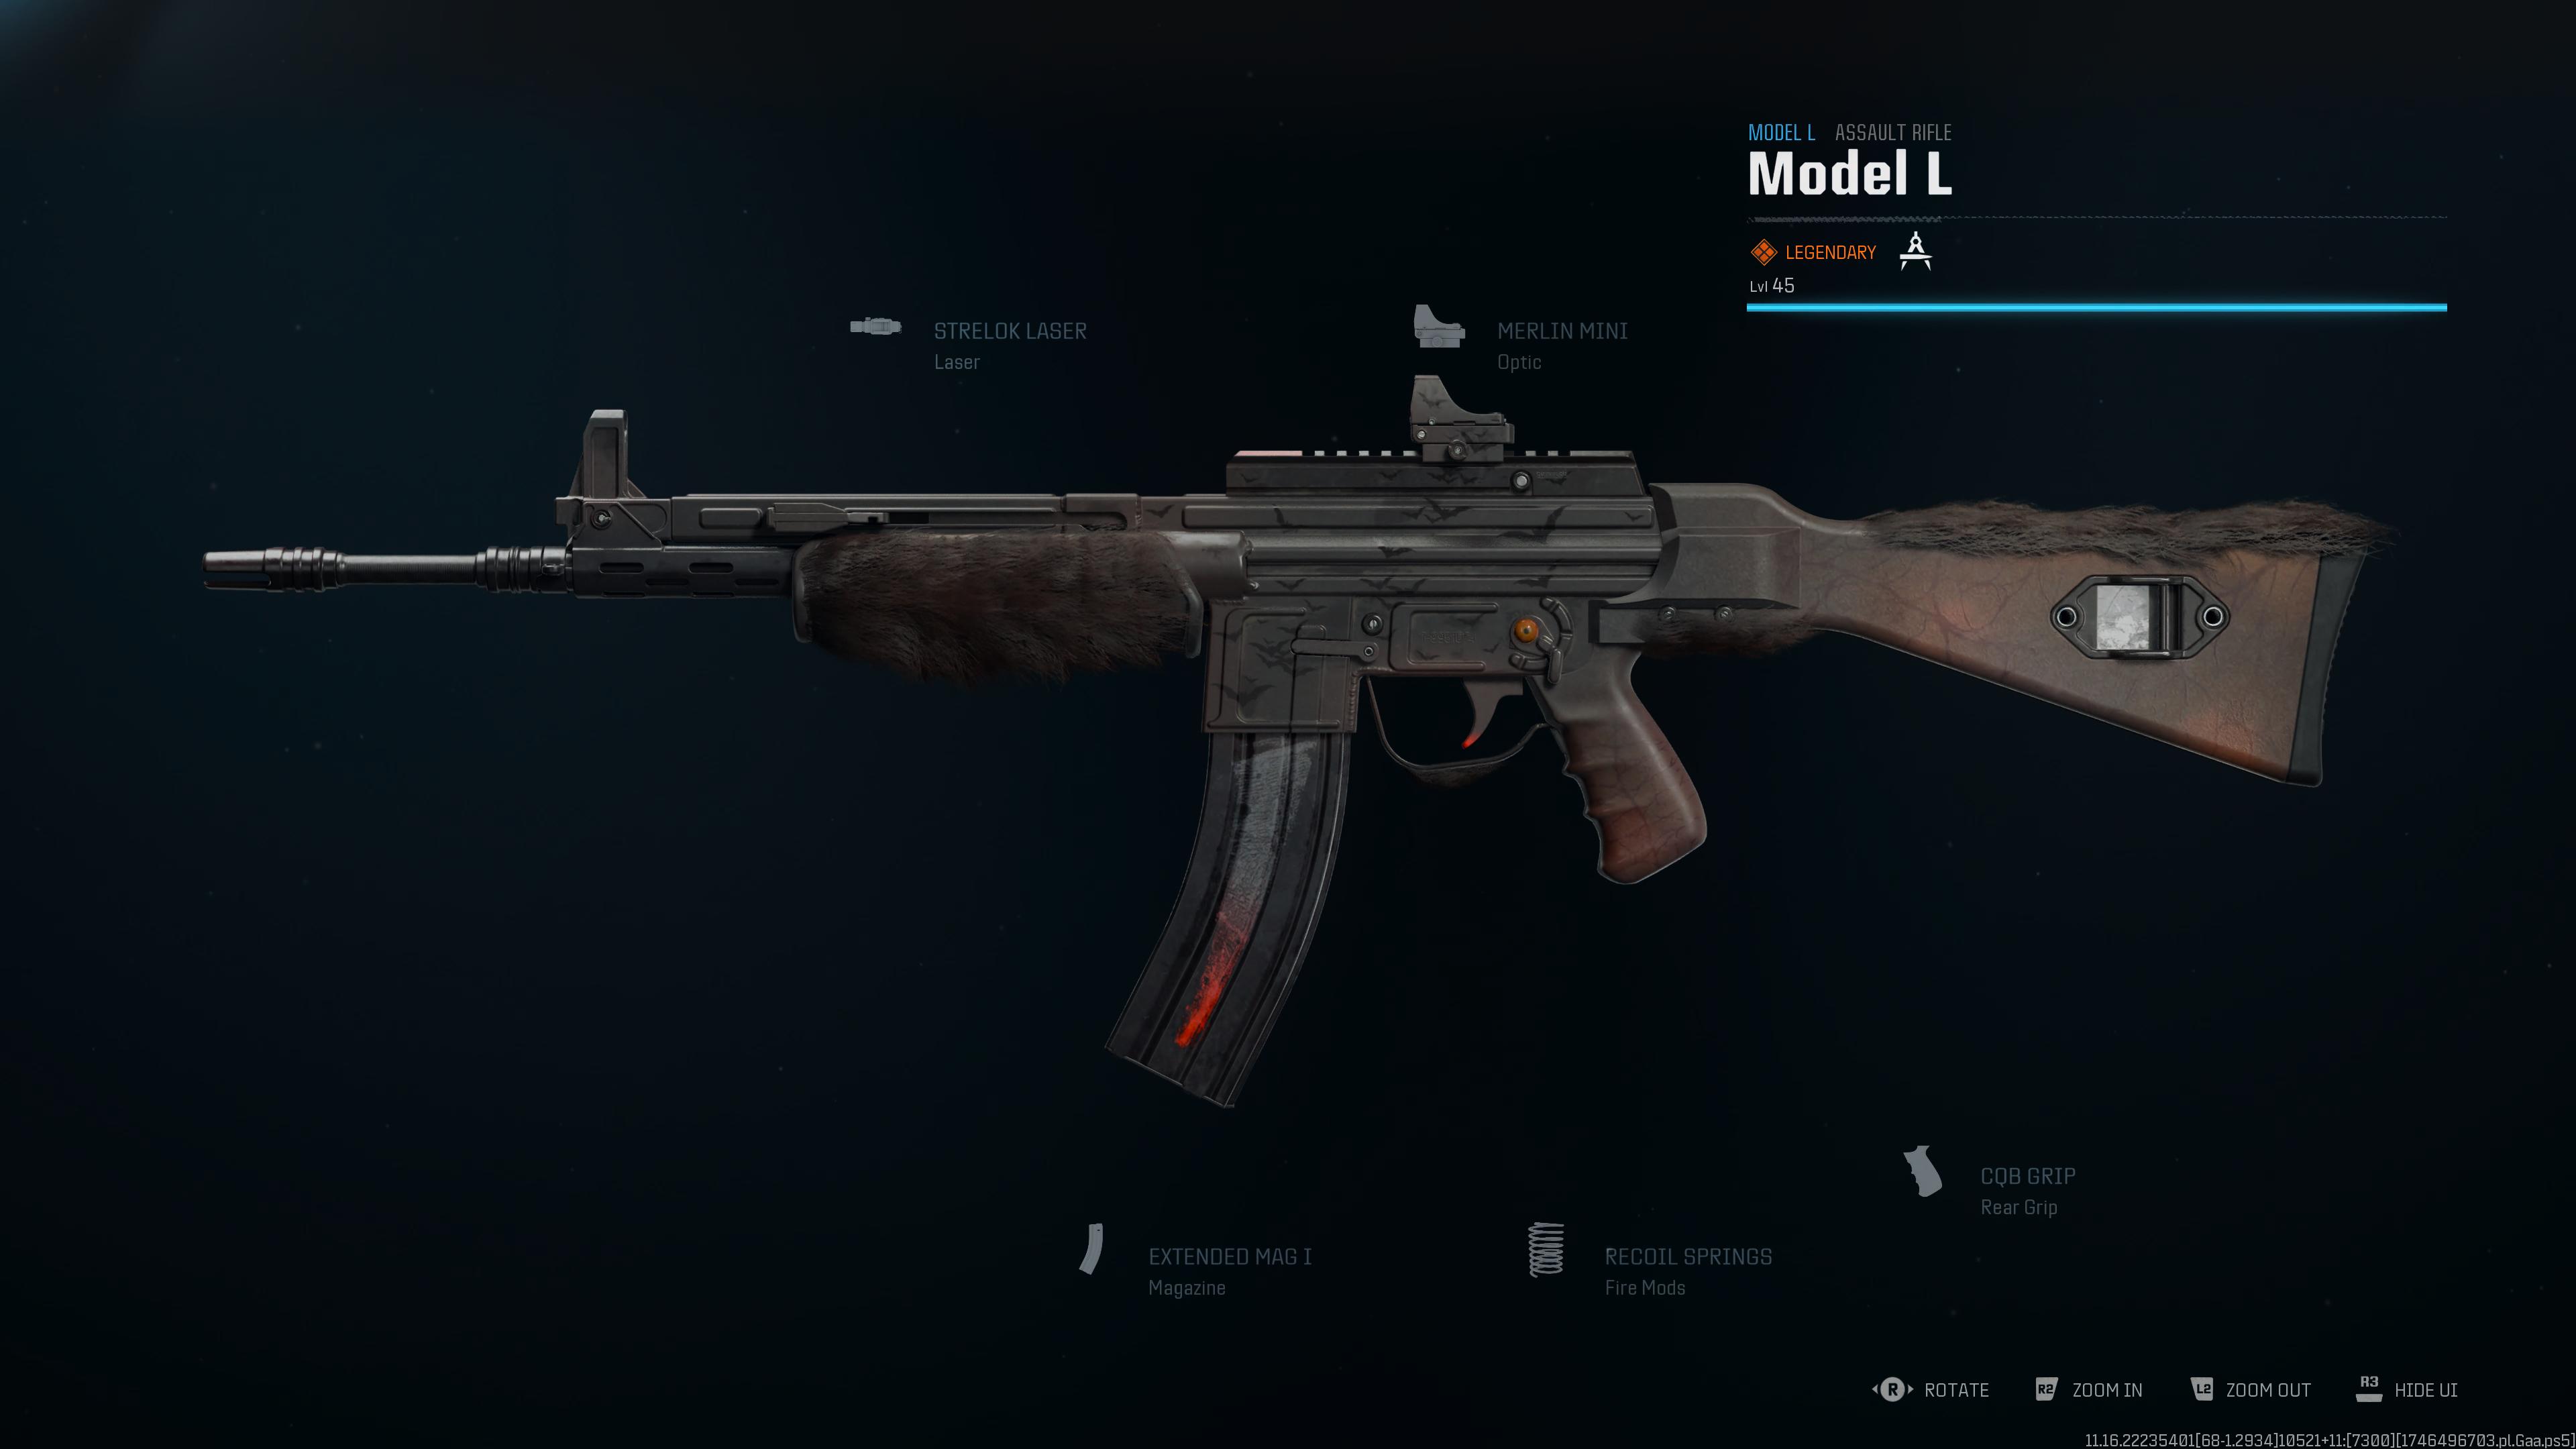 MODEL L ASSAULT RIFLE
Model L
LEGENDARY
Lvl 45
STRELOK LASER
Laser
MERLIN MINI
Optic
CQB GRIP
Rear Grip
EXTENDED MAG I
Magazine
RECOIL SPRINGS
Fire Mods
R ROTATE R2 ZOOM IN L2 ZOOM OUT R3 HIDE UI
11.16.22235401[68-1.2934]10521+11:[7300][1746496703.pl.Gaa.ps5]